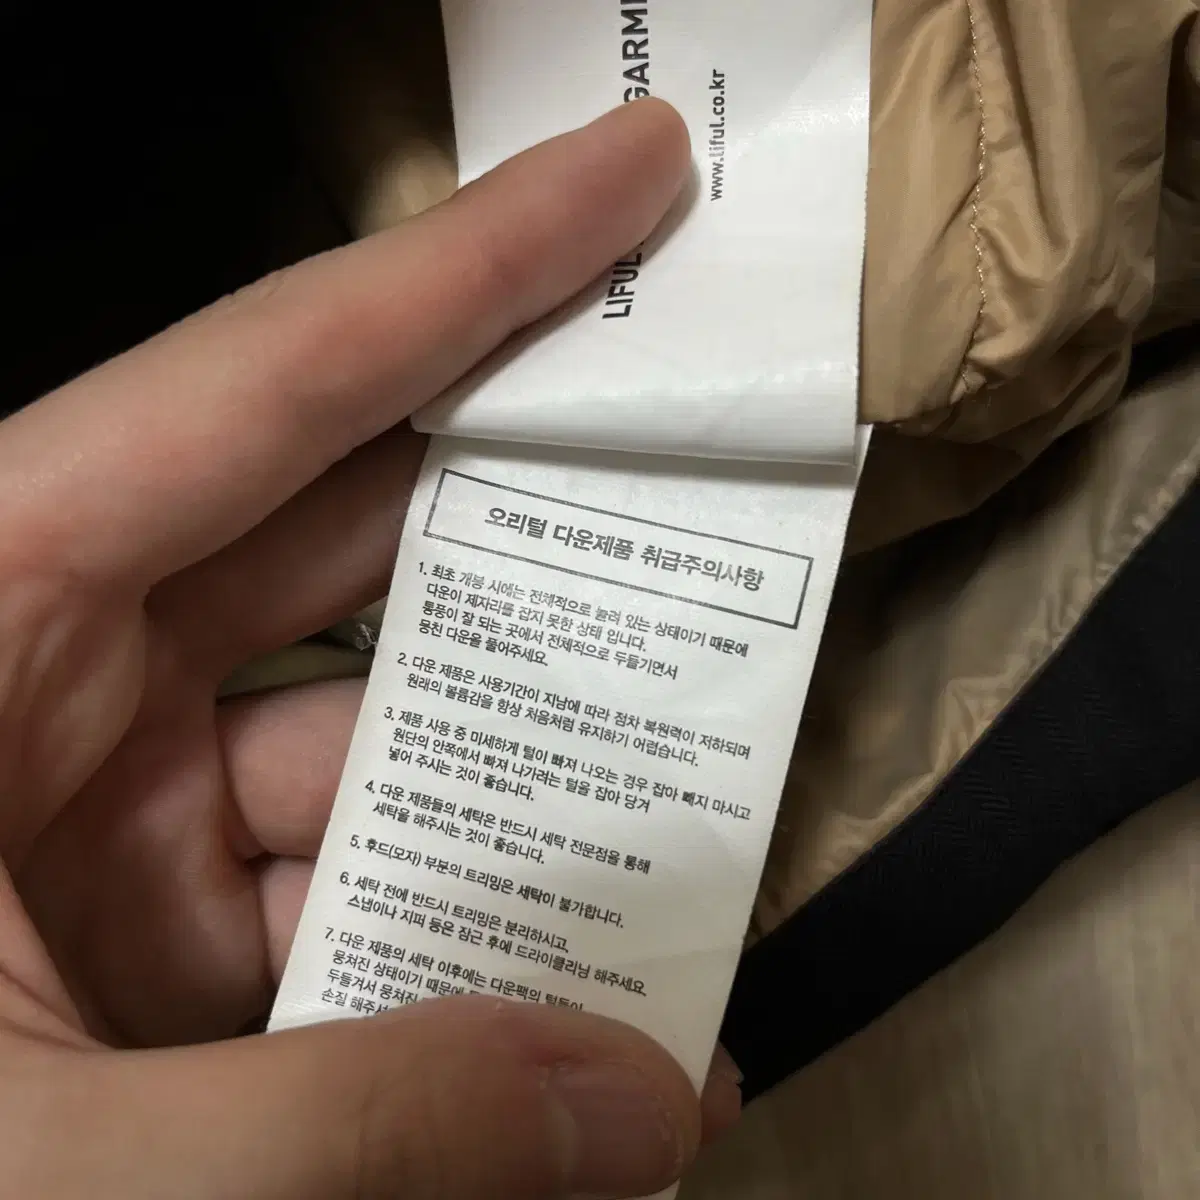 LIFUL
GARM
www.liful.co.kr
오리털 다운제품 취급주의사항
1. 최초 개봉 시에는 전체적으로 눌려 있는 상태이기 때문에
다운이 제자리를 잡지 못한 상태 입니다.
통풍이 잘 되는 곳에서 전체적으로 두들기면서
뭉친 다운을 풀어주세요.
2. 다운 제품은 사용기간이 지남에 따라 점차 복원력이 저하되며
원래의 볼륨감을 항상 처음처럼 유지하기 어렵습니다.
3. 제품 사용 중 미세하게 털이 빠져 나오는 경우 잡아 빼지 마시고
원단의 안쪽에서 빠져 나가려는 털을 잡아 당겨
넣어 주시는 것이 좋습니다.
4. 다운 제품들의 세탁은 반드시 세탁 전문점을 통해
세탁을 해주시는 것이 좋습니다.
5. 후드(모자) 부분의 트리밍은 세탁이 불가합니다.
6. 세탁 전에 반드시 트리밍은 분리하시고,
스냅이나 지퍼 등은 잠근 후에 드라이클리닝 해주세요.
7. 다운 제품의 세탁 이후에는 다운팩의 털들이
뭉쳐진 상태이기 때문에
두들겨서 뭉쳐진
손질 해주